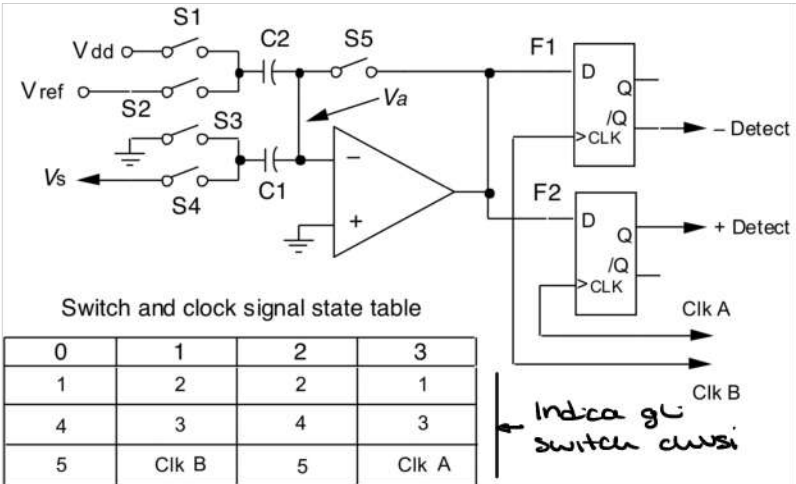 S1
C2
S5
F1
Vdd
Vref
D
Q
S2
Va
/Q
S3
>CLK
– Detect
Vs
–
C1
S4
F2
D
+
Q
+ Detect
/Q
>CLK
Switch and clock signal state table
Clk A
0 1 2 3
Clk B
1 2 2 1
4 3 4 3
5 Clk B 5 Clk A
Indica gli
switch chiusi